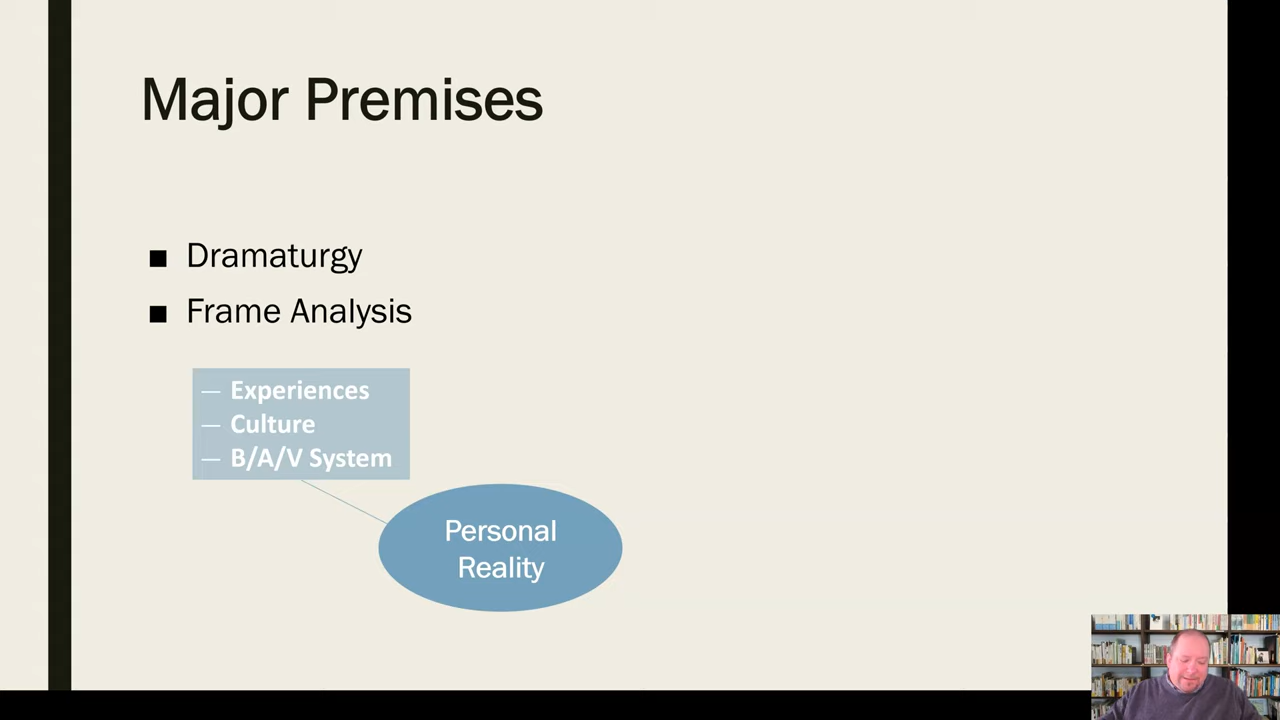 Major Premises
■ Dramaturgy
■ Frame Analysis
— Experiences
— Culture
— B/A/V System
Personal
Reality